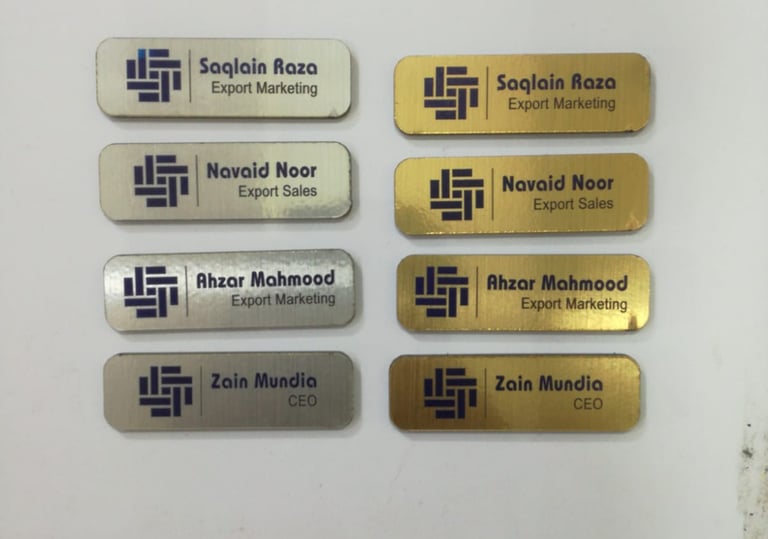 Saqlain Raza
Export Marketing
Saqlain Raza
Export Marketing
Navaid Noor
Export Sales
Navaid Noor
Export Sales
Ahzar Mahmood
Export Marketing
Ahzar Mahmood
Export Marketing
Zain Mundia
CEO
Zain Mundia
CEO